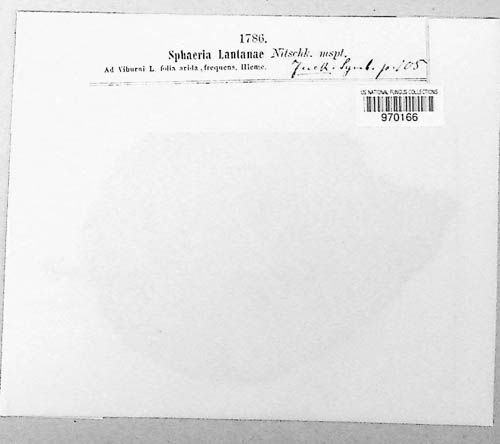 1786.
Sphaeria Lantanae Nitschk. mspt.
Ad Viburni L. folia arida, frequens, Hieme. Fuck. Symb. p. 105
US NATIONAL FUNGUS COLLECTIONS
970166